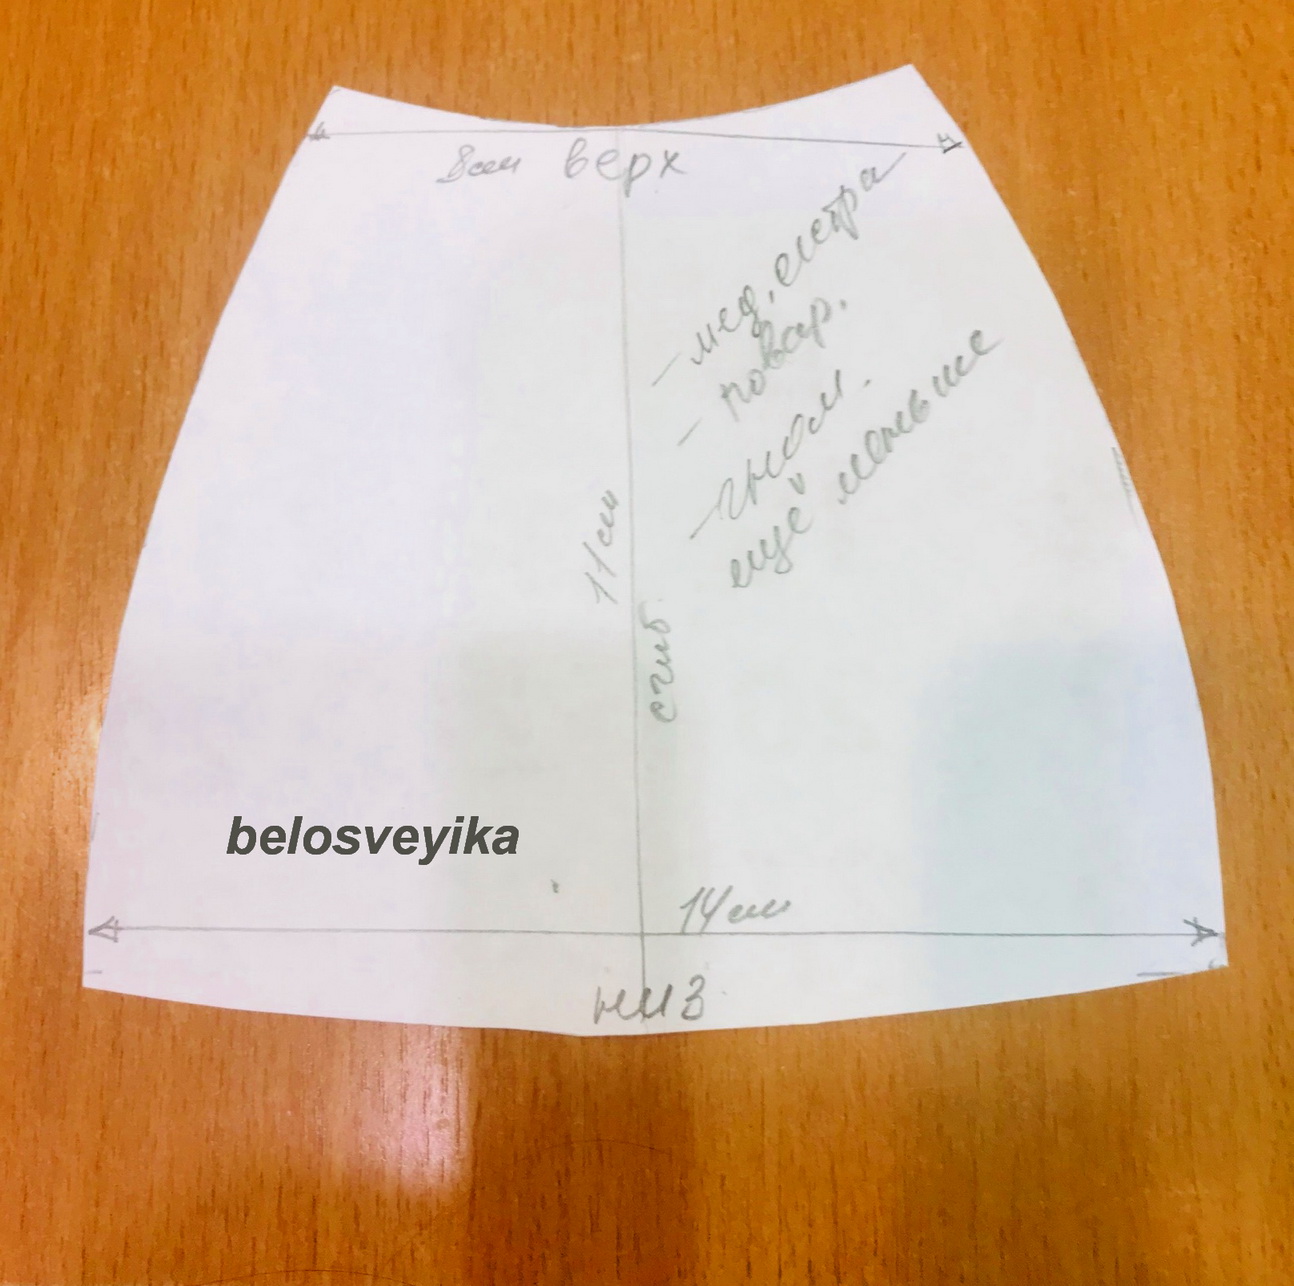 8см верх
- мед.сестра
- повар.
- гном.
ещё меньше
11см
сгиб.
belosveyika
14см
низ